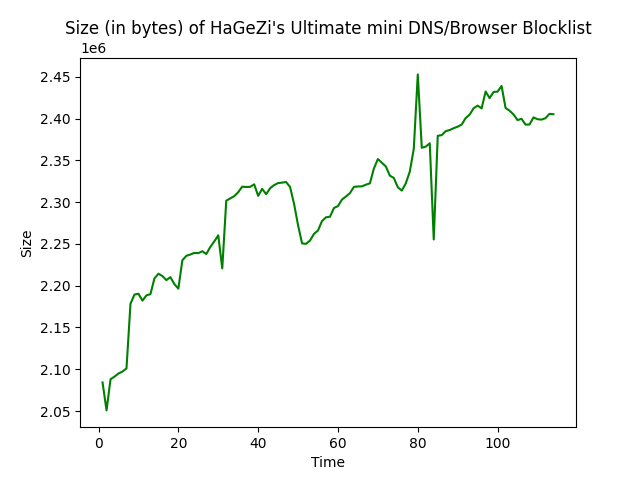 Size (in bytes) of HaGeZi's Ultimate mini DNS/Browser Blocklist
1e6
2.45
2.40
2.35
2.30
2.25
2.20
2.15
2.10
2.05
Size
0 20 40 60 80 100
Time